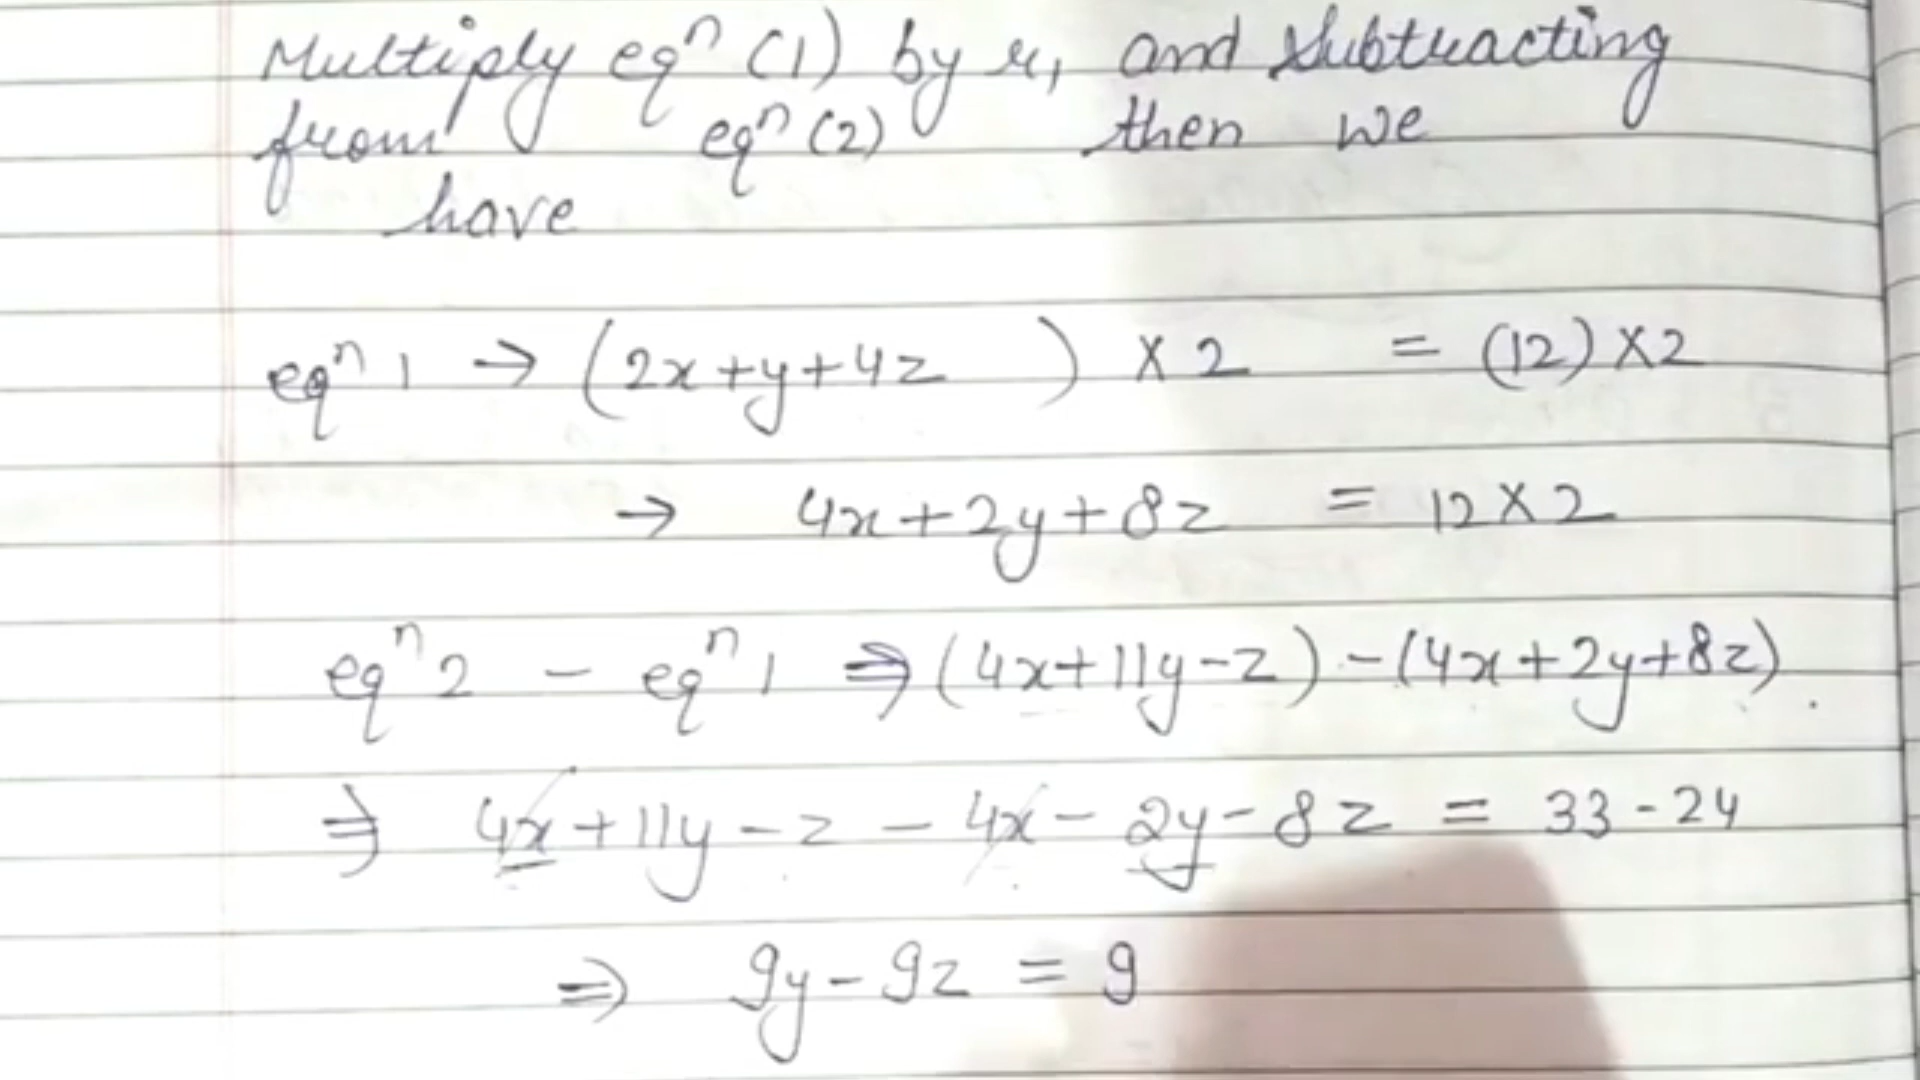 Multiply eqⁿ (1) by r₁ and subtracting
from eqⁿ (2) then we
have
eqⁿ 1 → (2x+y+4z ) × 2 = (12) × 2
→ 4x+2y+8z = 12 × 2
eqⁿ 2 - eqⁿ 1 ⇒ (4x+11y-z) - (4x+2y+8z)
⇒ 4x+11y-z - 4x - 2y - 8z = 33-24
⇒ 9y-9z = 9